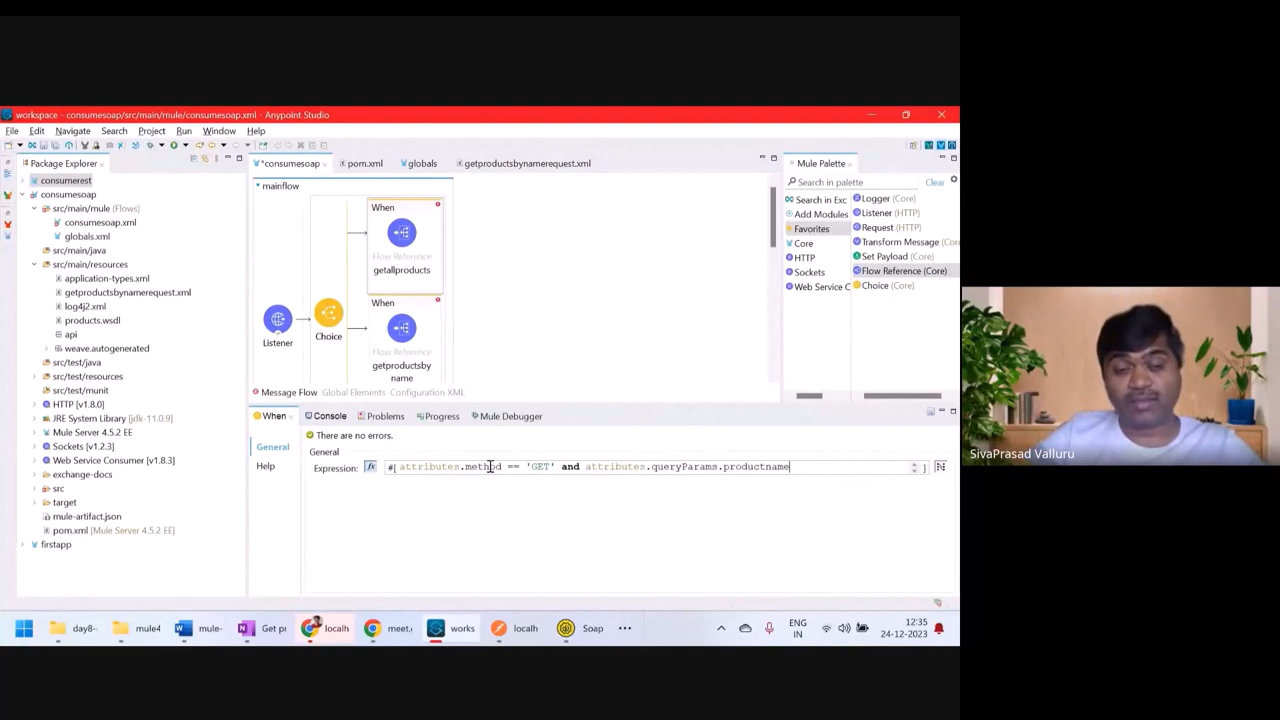 workspace - consumesoap/src/main/mule/consumesoap.xml - Anypoint Studio
File Edit Navigate Search Project Run Window Help
Package Explorer
*consumesoap
pom.xml
globals
getproductsbynamerequest.xml
Mule Palette
consumerest
consumesoap
src/main/mule (Flows)
consumesoap.xml
globals.xml
src/main/java
src/main/resources
application-types.xml
getproductsbynamerequest.xml
log4j2.xml
products.wsdl
api
weave.autogenerated
src/test/java
src/test/resources
src/test/munit
HTTP [v1.8.0]
JRE System Library [jdk-11.0.9]
Mule Server 4.5.2 EE
Sockets [v1.2.3]
Web Service Consumer [v1.8.3]
exchange-docs
src
target
mule-artifact.json
pom.xml [Mule Server 4.5.2 EE]
firstapp
mainflow
Listener
Choice
When
Flow Reference
getallproducts
When
Flow Reference
getproductsby
name
Message Flow Global Elements Configuration XML
Search in palette
Clear
Search in Exc
Add Modules
Favorites
Core
HTTP
Sockets
Web Service C
Logger (Core)
Listener (HTTP)
Request (HTTP)
Transform Message (Core
Set Payload (Core)
Flow Reference (Core)
Choice (Core)
When
Console
Problems
Progress
Mule Debugger
General
Help
There are no errors.
General
Expression: fx #[ attributes.method == 'GET' and attributes.queryParams.productname ]
SivaPrasad Valluru
day8-
mule4
mule-
Get pr
localh
meet.
works
localh
Soap
ENG
IN
12:35
24-12-2023